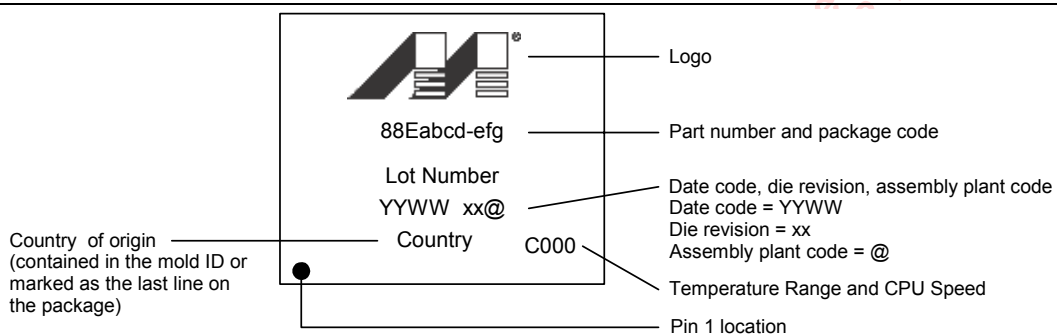 ®
Logo
88Eabcd-efg
Part number and package code
Lot Number
YYWW xx@
Date code, die revision, assembly plant code
Date code = YYWW
Die revision = xx
Assembly plant code = @
Country of origin
(contained in the mold ID or
marked as the last line on
the package)
Country
C000
Temperature Range and CPU Speed
Pin 1 location